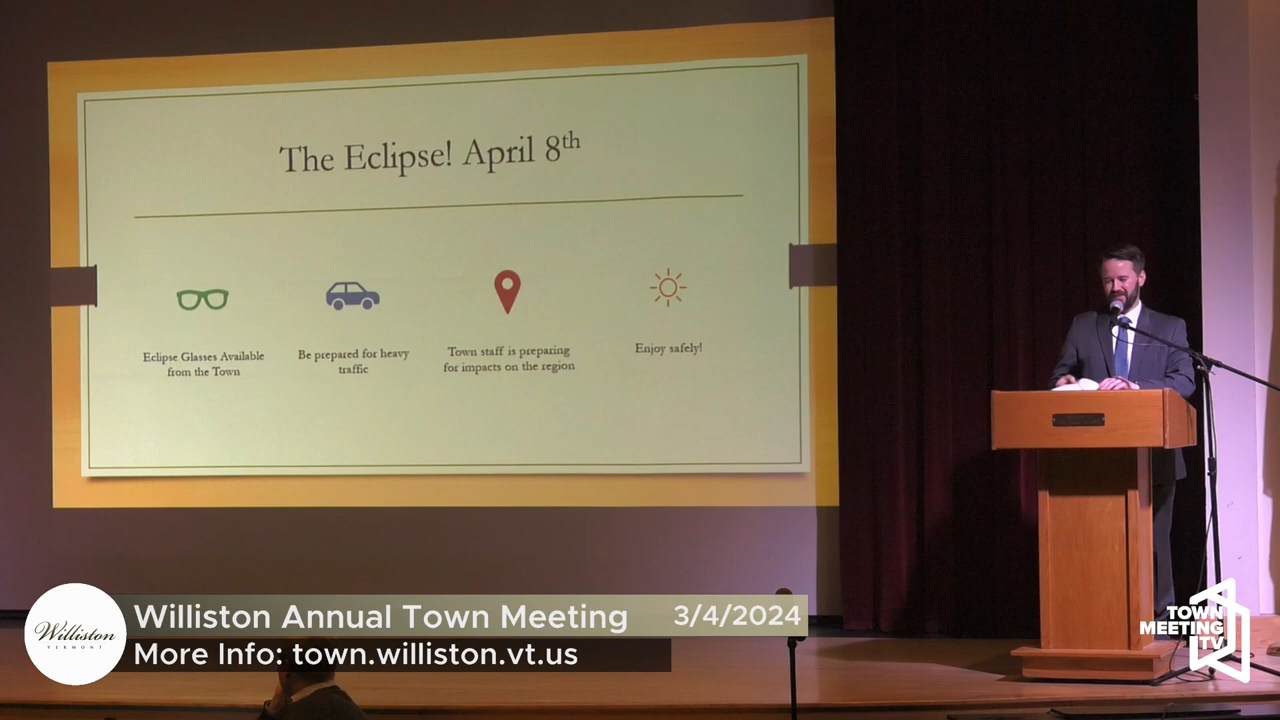 The Eclipse! April 8th
Eclipse Glasses Available
from the Town
Be prepared for heavy
traffic
Town staff is preparing
for impacts on the region
Enjoy safely!
Williston
VERMONT
Williston Annual Town Meeting 3/4/2024
More Info: town.williston.vt.us
TOWN
MEETING
TV